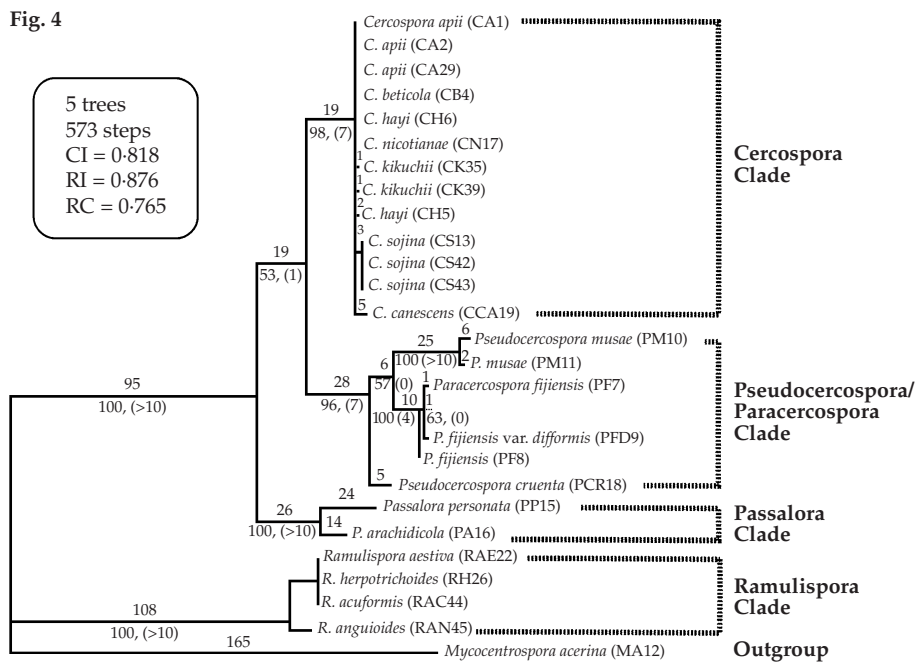 Fig. 4
5 trees
573 steps
CI = 0·818
RI = 0·876
RC = 0·765
Cercospora apii (CA1)
C. apii (CA2)
C. apii (CA29)
C. beticola (CB4)
19
C. hayi (CH6)
98, (7)
C. nicotianae (CN17)
1
C. kikuchii (CK35)
1
C. kikuchii (CK39)
2
C. hayi (CH5)
3
C. sojina (CS13)
19
C. sojina (CS42)
53, (1)
C. sojina (CS43)
5
C. canescens (CCA19)
Cercospora
Clade
6
Pseudocercospora musae (PM10)
25
100 (>10)
2
P. musae (PM11)
6
57 (0)
1
Paracercospora fijiensis (PF7)
95
100, (>10)
28
96, (7)
10
100 (4)
1
63, (0)
P. fijiensis var. difformis (PFD9)
P. fijiensis (PF8)
5
Pseudocercospora cruenta (PCR18)
Pseudocercospora/
Paracercospora
Clade
24
Passalora personata (PP15)
26
100, (>10)
14
P. arachidicola (PA16)
Passalora
Clade
Ramulispora aestiva (RAE22)
R. herpotrichoides (RH26)
R. acuformis (RAC44)
108
100, (>10)
R. anguioides (RAN45)
Ramulispora
Clade
165
Mycocentrospora acerina (MA12)
Outgroup